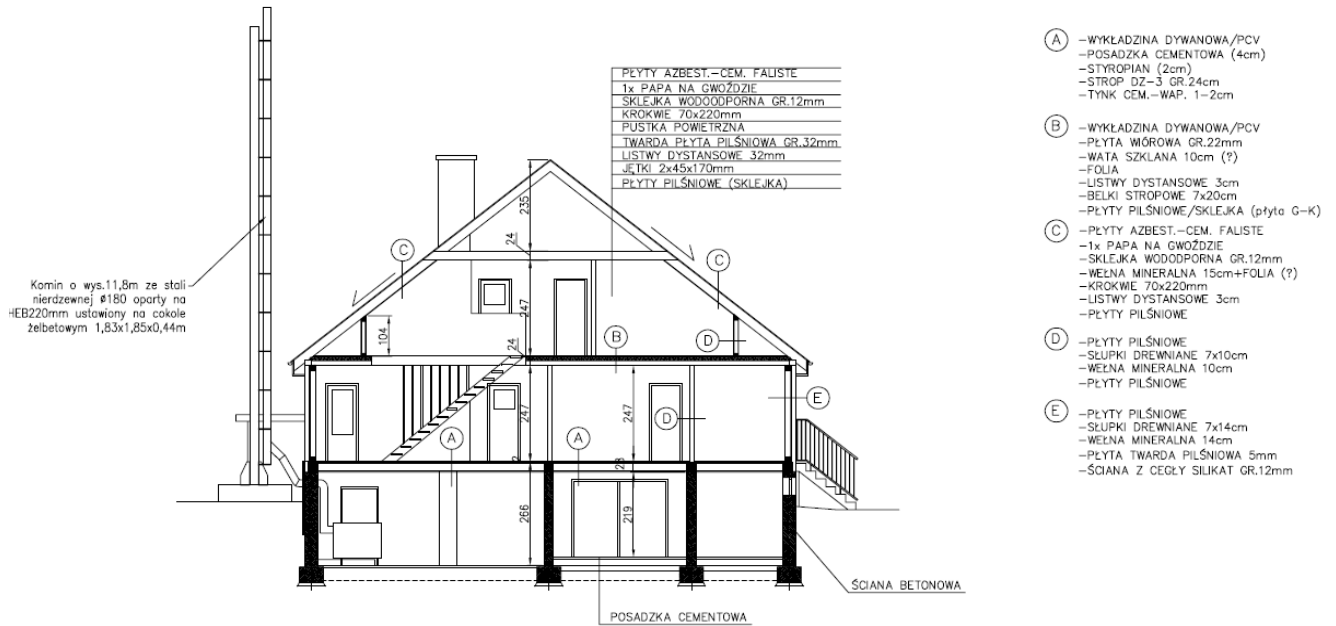 PŁYTY AZBEST.-CEM. FALISTE
1x PAPA NA GWOŹDZIE
SKLEJKA WODOODPORNA GR.12mm
KROKWIE 70x220mm
PUSTKA POWIETRZNA
TWARDA PŁYTA PILŚNIOWA GR.32mm
LISTWY DYSTANSOWE 32mm
JĘTKI 2x45x170mm
PŁYTY PILŚNIOWE (SKLEJKA)
Komin o wys.11,8m ze stali
nierdzewnej ø180 oparty na
HEB220mm ustawiony na cokole
żelbetowym 1,83x1,85x0,44m
235
24
C
C
247
104
24
B
D
E
247
247
D
A
A
2
28
266
219
ŚCIANA BETONOWA
POSADZKA CEMENTOWA
A
-WYKŁADZINA DYWANOWA/PCV
-POSADZKA CEMENTOWA (4cm)
-STYROPIAN (2cm)
-STROP DZ-3 GR.24cm
-TYNK CEM.-WAP. 1-2cm
B
-WYKŁADZINA DYWANOWA/PCV
-PŁYTA WIÓROWA GR.22mm
-WATA SZKLANA 10cm (?)
-FOLIA
-LISTWY DYSTANSOWE 3cm
-BELKI STROPOWE 7x20cm
-PŁYTY PILŚNIOWE/SKLEJKA (płyta G-K)
C
-PŁYTY AZBEST.-CEM. FALISTE
-1x PAPA NA GWOŹDZIE
-SKLEJKA WODOODPORNA GR.12mm
-WEŁNA MINERALNA 15cm+FOLIA (?)
-KROKWIE 70x220mm
-LISTWY DYSTANSOWE 3cm
-PŁYTY PILŚNIOWE
D
-PŁYTY PILŚNIOWE
-SŁUPKI DREWNIANE 7x10cm
-WEŁNA MINERALNA 10cm
-PŁYTY PILŚNIOWE
E
-PŁYTY PILŚNIOWE
-SŁUPKI DREWNIANE 7x14cm
-WEŁNA MINERALNA 14cm
-PŁYTA TWARDA PILŚNIOWA 5mm
-ŚCIANA Z CEGŁY SILIKAT GR.12mm